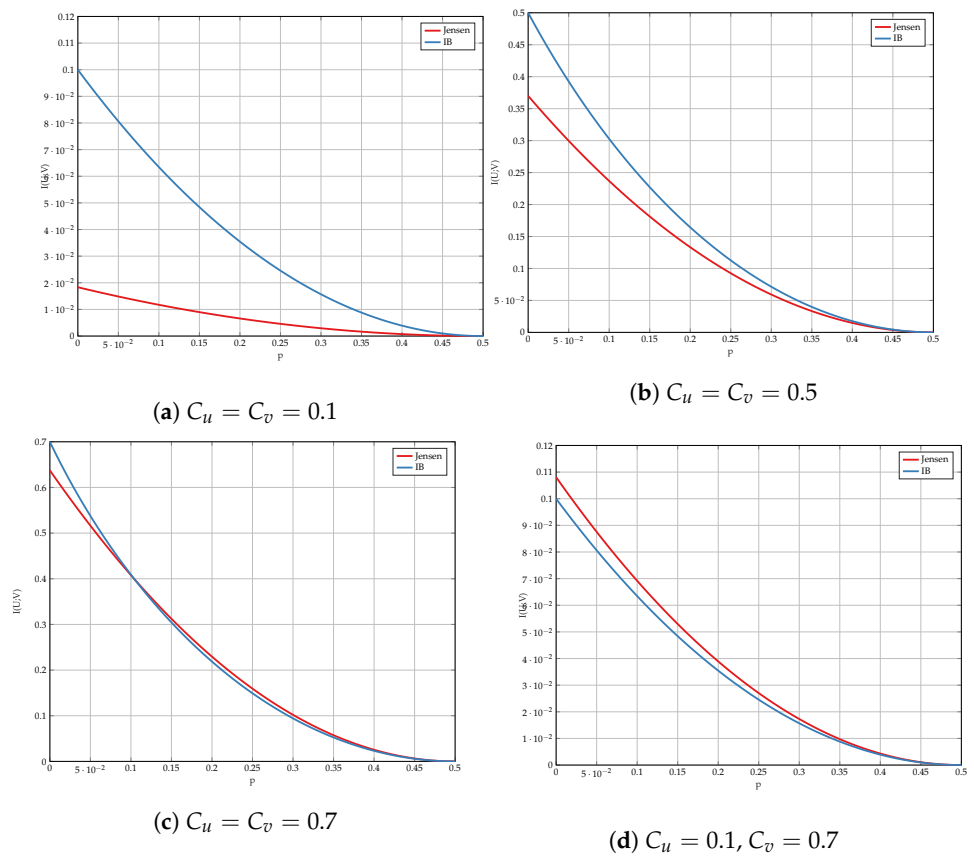 0.12
0.11
0.1
9 · 10⁻²
8 · 10⁻²
7 · 10⁻²
6 · 10⁻²
5 · 10⁻²
4 · 10⁻²
3 · 10⁻²
2 · 10⁻²
1 · 10⁻²
0
I(U;V)
Jensen
IB
0 5 · 10⁻² 0.1 0.15 0.2 0.25 0.3 0.35 0.4 0.45 0.5
p
(a) Cᵤ = Cᵥ = 0.1
0.5
0.45
0.4
0.35
0.3
0.25
0.2
0.15
0.1
5 · 10⁻²
0
I(U;V)
Jensen
IB
0 5 · 10⁻² 0.1 0.15 0.2 0.25 0.3 0.35 0.4 0.45 0.5
p
(b) Cᵤ = Cᵥ = 0.5
0.7
0.6
0.5
0.4
0.3
0.2
0.1
0
I(U;V)
Jensen
IB
0 5 · 10⁻² 0.1 0.15 0.2 0.25 0.3 0.35 0.4 0.45 0.5
p
(c) Cᵤ = Cᵥ = 0.7
0.12
0.11
0.1
9 · 10⁻²
8 · 10⁻²
7 · 10⁻²
6 · 10⁻²
5 · 10⁻²
4 · 10⁻²
3 · 10⁻²
2 · 10⁻²
1 · 10⁻²
0
I(U;V)
Jensen
IB
0 5 · 10⁻² 0.1 0.15 0.2 0.25 0.3 0.35 0.4 0.45 0.5
p
(d) Cᵤ = 0.1, Cᵥ = 0.7